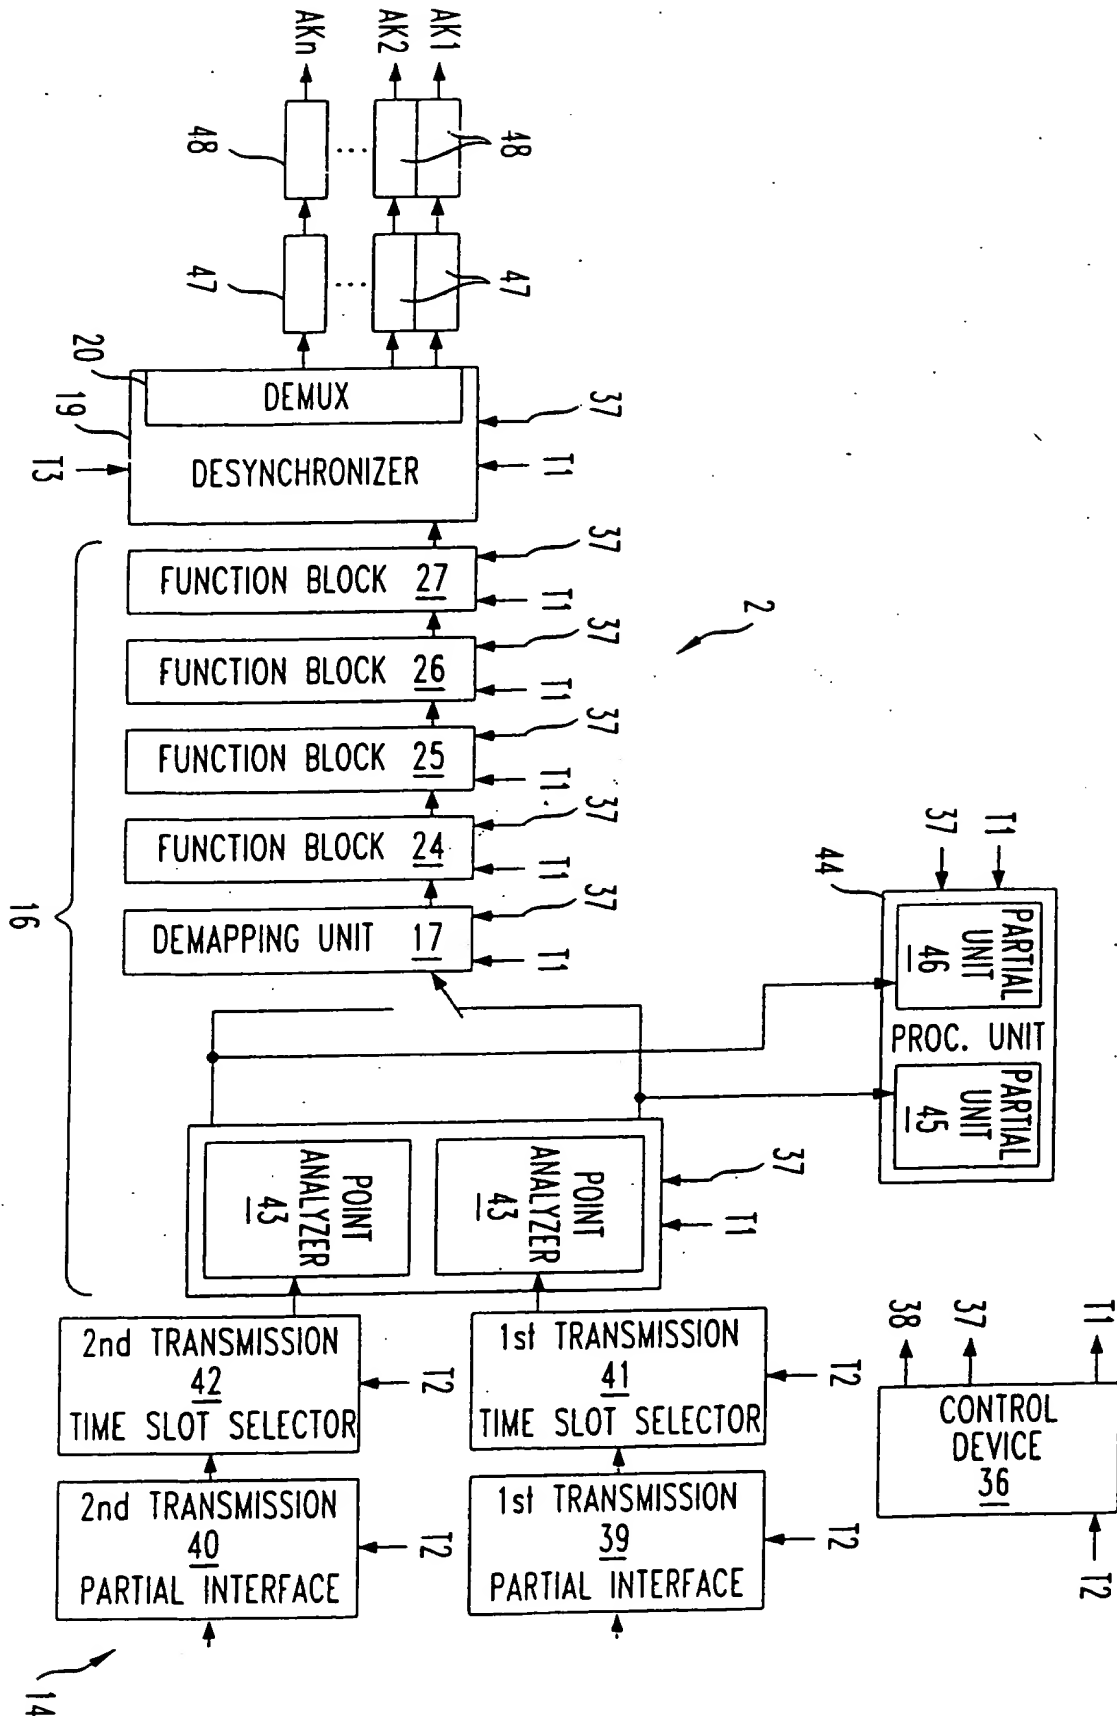 AKn
AK2
AK1
48
48
47
47
20
19
DEMUX
DESYNCHRONIZER
37
T1
T3
FUNCTION BLOCK 27
37
T1
FUNCTION BLOCK 26
37
T1
FUNCTION BLOCK 25
37
T1
FUNCTION BLOCK 24
37
T1
DEMAPPING UNIT 17
37
T1
16
2
37
T1
44
PARTIAL
UNIT
46
PROC. UNIT
PARTIAL
UNIT
45
POINT
ANALYZER
43
POINT
ANALYZER
43
37
T1
2nd TRANSMISSION
42
TIME SLOT SELECTOR
T2
1st TRANSMISSION
41
TIME SLOT SELECTOR
T2
38
37
T1
CONTROL
DEVICE
36
T2
2nd TRANSMISSION
40
PARTIAL INTERFACE
T2
1st TRANSMISSION
39
PARTIAL INTERFACE
T2
14